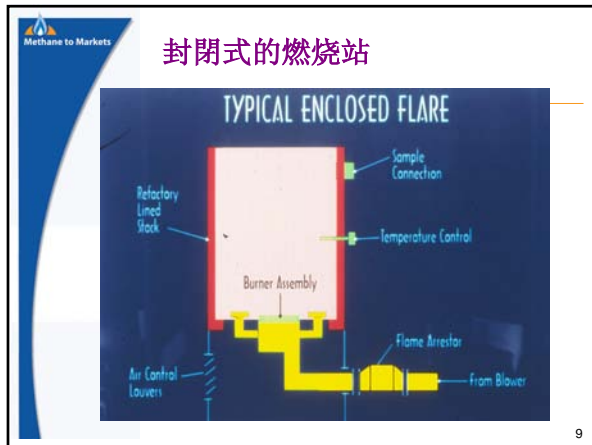 Methane to Markets
封閉式的燃烧站
TYPICAL ENCLOSED FLARE
Sample
Connection
Refactory
Lined
Stack
Temperature Control
Burner Assembly
Flame Arrestor
Air Control
Louvers
From Blower
9